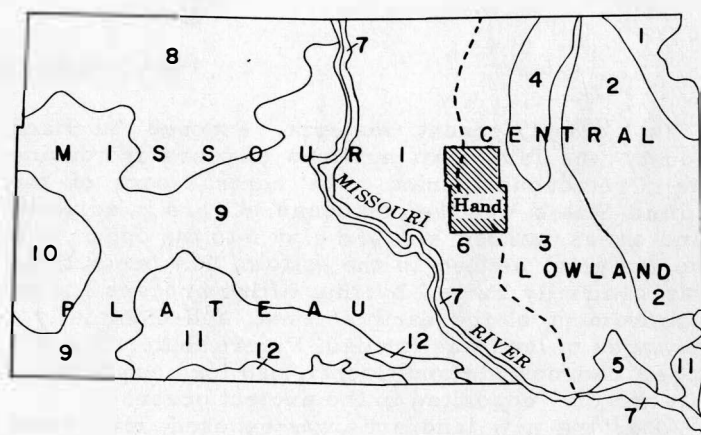 1
8
7
2
4
CENTRAL
MISSOURI
MISSOURI
Hand
9
6
3
10
LOWLAND
7
2
PLATEAU
RIVER
9
11
12
12
5
11
7